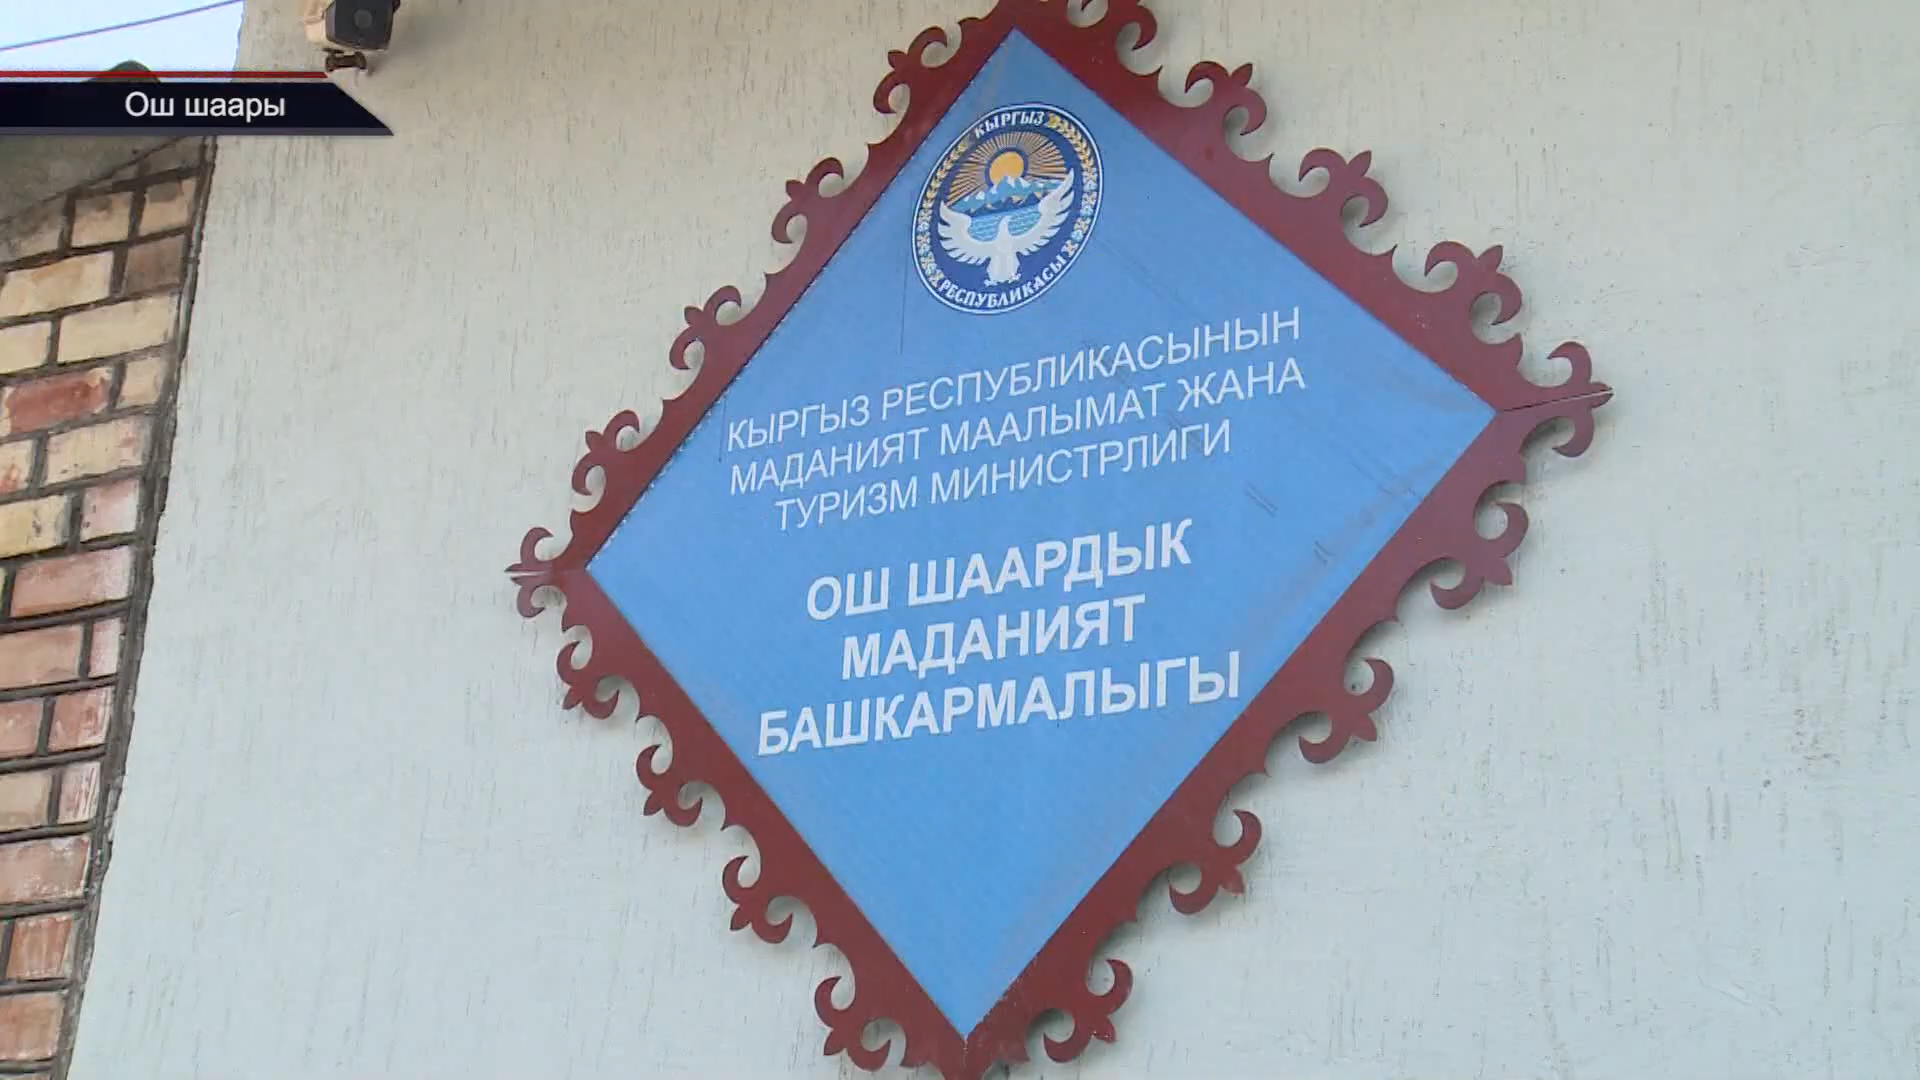 Ош шаары
КЫРГЫЗ
РЕСПУБЛИКАСЫ
КЫРГЫЗ РЕСПУБЛИКАСЫНЫН
МАДАНИЯТ МААЛЫМАТ ЖАНА
ТУРИЗМ МИНИСТРЛИГИ
ОШ ШААРДЫК
МАДАНИЯТ
БАШКАРМАЛЫГЫ